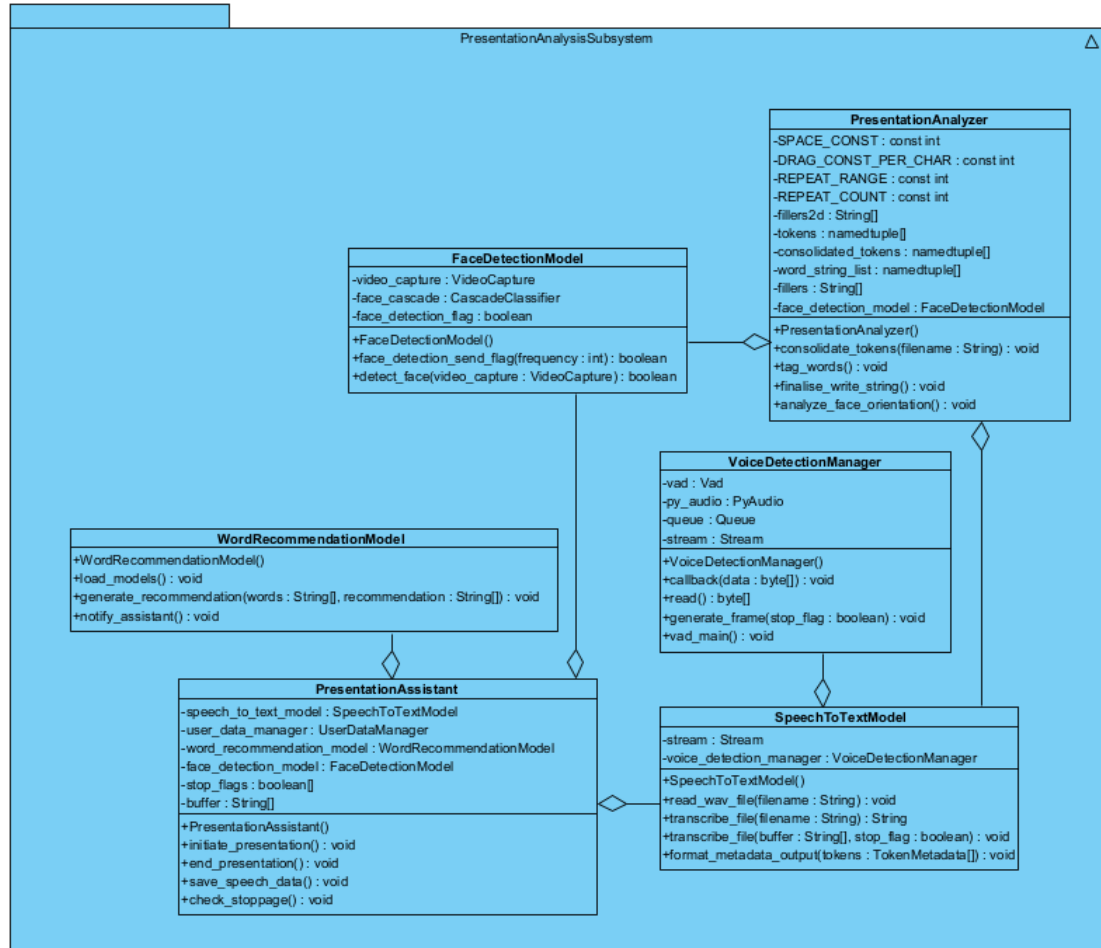 PresentationAnalysisSubsystem
PresentationAnalyzer
-SPACE_CONST : const int
-DRAG_CONST_PER_CHAR : const int
-REPEAT_RANGE : const int
-REPEAT_COUNT : const int
-fillers2d : String[]
-tokens : namedtuple[]
-consolidated_tokens : namedtuple[]
-word_string_list : namedtuple[]
-fillers : String[]
-face_detection_model : FaceDetectionModel
+PresentationAnalyzer()
+consolidate_tokens(filename : String) : void
+tag_words() : void
+finalise_write_string() : void
+analyze_face_orientation() : void
FaceDetectionModel
-video_capture : VideoCapture
-face_cascade : CascadeClassifier
-face_detection_flag : boolean
+FaceDetectionModel()
+face_detection_send_flag(frequency : int) : boolean
+detect_face(video_capture : VideoCapture) : boolean
VoiceDetectionManager
-vad : Vad
-py_audio : PyAudio
-queue : Queue
-stream : Stream
+VoiceDetectionManager()
+callback(data : byte[]) : void
+read() : byte[]
+generate_frame(stop_flag : boolean) : void
+vad_main() : void
WordRecommendationModel
+WordRecommendationModel()
+load_models() : void
+generate_recommendation(words : String[], recommendation : String[]) : void
+notify_assistant() : void
PresentationAssistant
-speech_to_text_model : SpeechToTextModel
-user_data_manager : UserDataManager
-word_recommendation_model : WordRecommendationModel
-face_detection_model : FaceDetectionModel
-stop_flags : boolean[]
-buffer : String[]
+PresentationAssistant()
+initiate_presentation() : void
+end_presentation() : void
+save_speech_data() : void
+check_stoppage() : void
SpeechToTextModel
-stream : Stream
-voice_detection_manager : VoiceDetectionManager
+SpeechToTextModel()
+read_wav_file(filename : String) : void
+transcribe_file(filename : String) : String
+transcribe_file(buffer : String[], stop_flag : boolean) : void
+format_metadata_output(tokens : TokenMetadata[]) : void